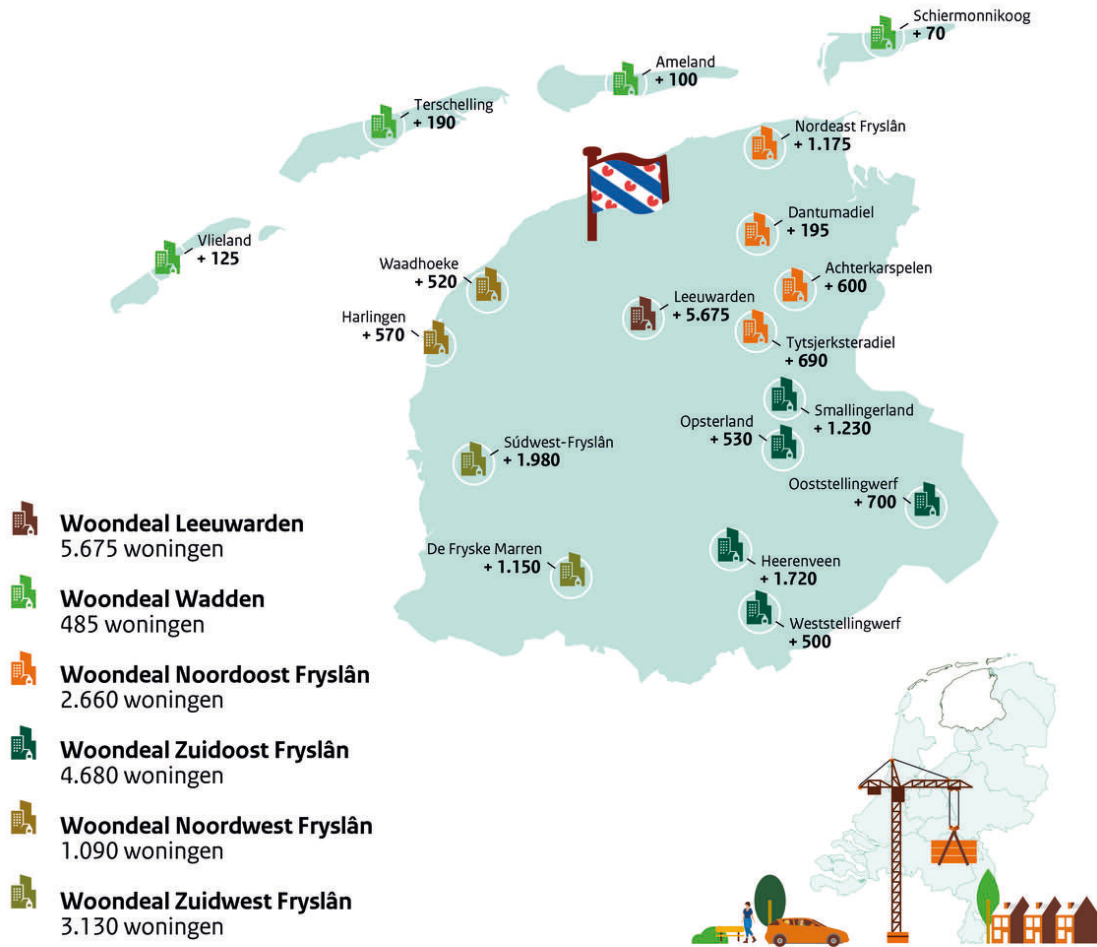 Schiermonnikoog
+ 70
Ameland
+ 100
Terschelling
+ 190
Nordeast Fryslân
+ 1.175
Dantumadiel
+ 195
Vlieland
+ 125
Waadhoeke
+ 520
Achterkarspelen
+ 600
Leeuwarden
+ 5.675
Harlingen
+ 570
Tytsjerksteradiel
+ 690
Smallingerland
+ 1.230
Opsterland
+ 530
Súdwest-Fryslân
+ 1.980
Ooststellingwerf
+ 700
De Fryske Marren
+ 1.150
Heerenveen
+ 1.720
Weststellingwerf
+ 500
Woondeal Leeuwarden
5.675 woningen
Woondeal Wadden
485 woningen
Woondeal Noordoost Fryslân
2.660 woningen
Woondeal Zuidoost Fryslân
4.680 woningen
Woondeal Noordwest Fryslân
1.090 woningen
Woondeal Zuidwest Fryslân
3.130 woningen